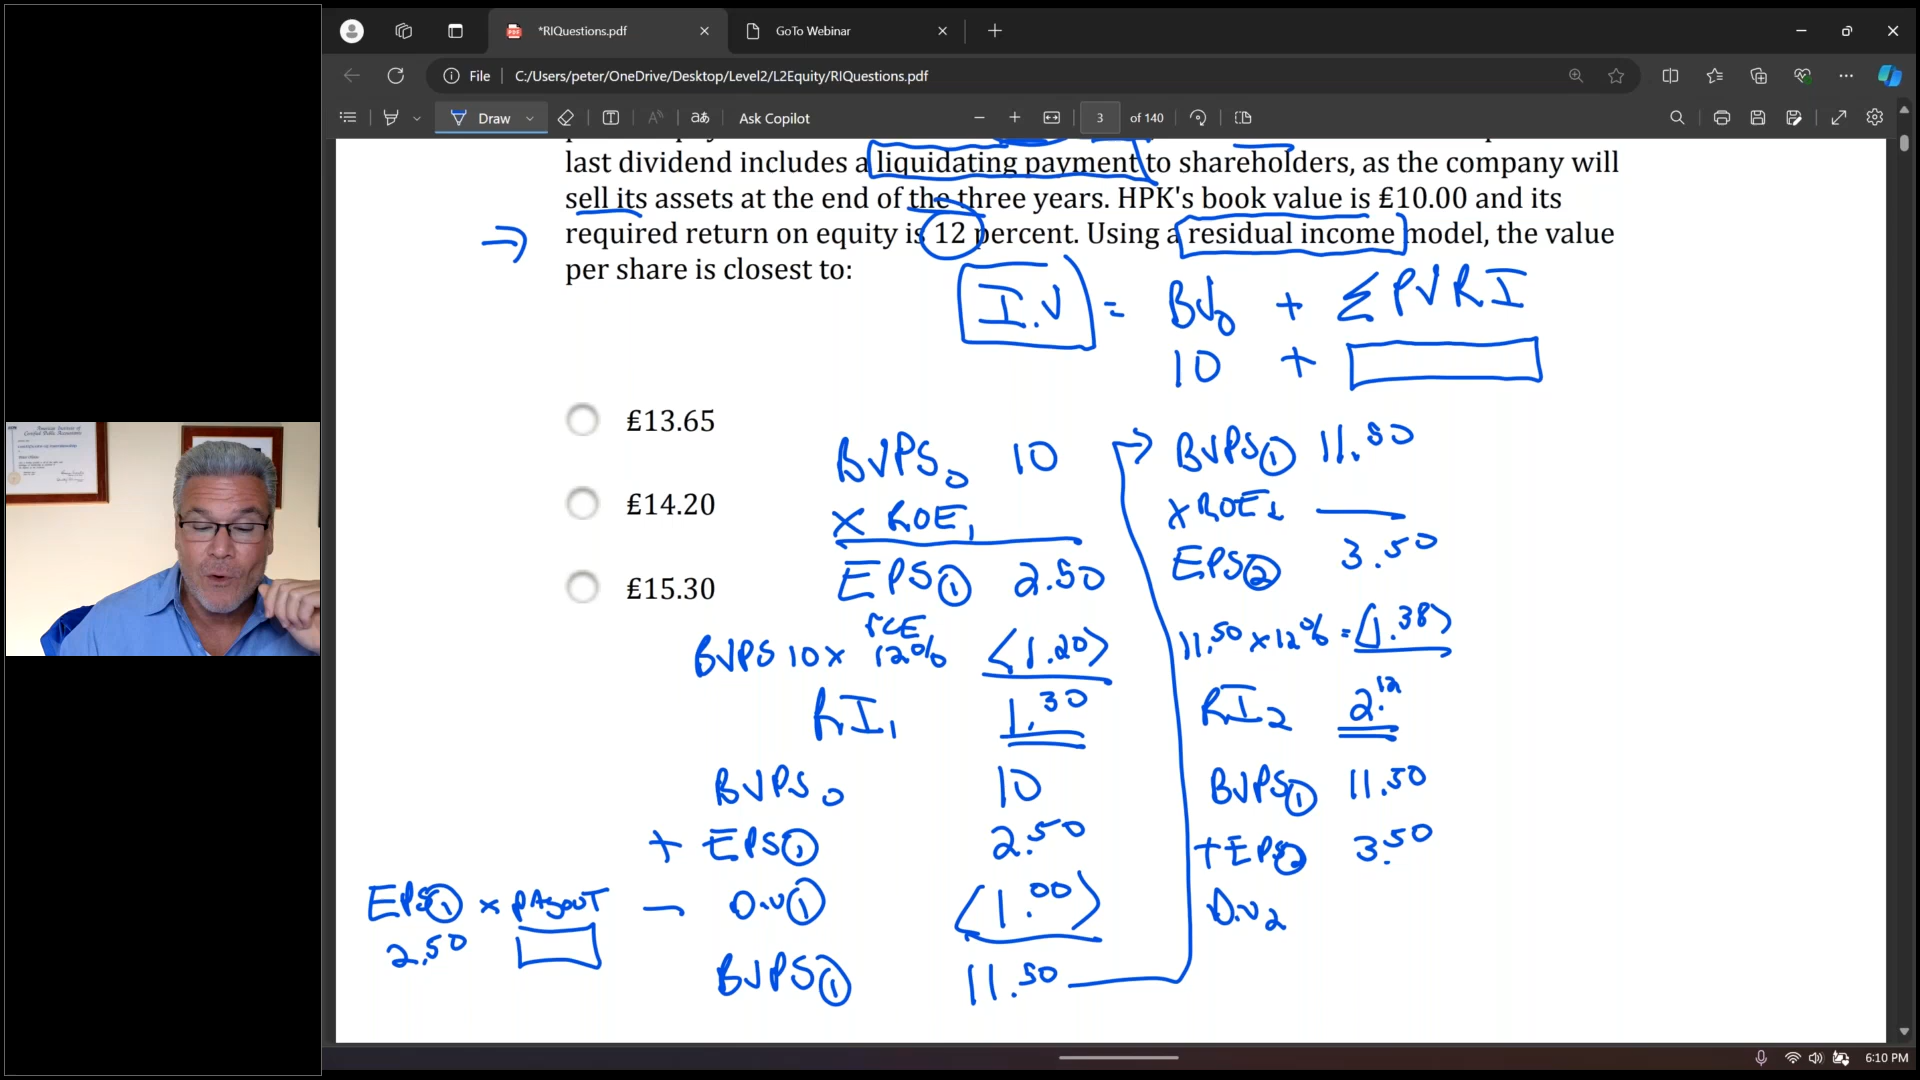 *RIQuestions.pdf
GoTo Webinar
File
C:/Users/peter/OneDrive/Desktop/Level2/L2Equity/RIQuestions.pdf
Draw
aあ
Ask Copilot
3 of 140
last dividend includes a liquidating payment to shareholders, as the company will
sell its assets at the end of the three years. HPK's book value is ₤10.00 and its
required return on equity is 12 percent. Using a residual income model, the value
per share is closest to:
I.V = BV0 + Σ PV RI
10 +
₤13.65
₤14.20
₤15.30
BVPS0 10
x ROE1
EPS1 2.50
rCE
BVPS 10 x 12% <1.20>
RI1 1.30
BVPS0 10
+ EPS1 2.50
EPS1 x PAYOUT - DIV1 <1.00>
2.50
BVPS1 11.50
BVPS1 11.50
x ROE2
EPS2 3.50
11.50 x 12% = <1.38>
RI2 2.12
BVPS1 11.50
+EPS2 3.50
DIV2
6:10 PM